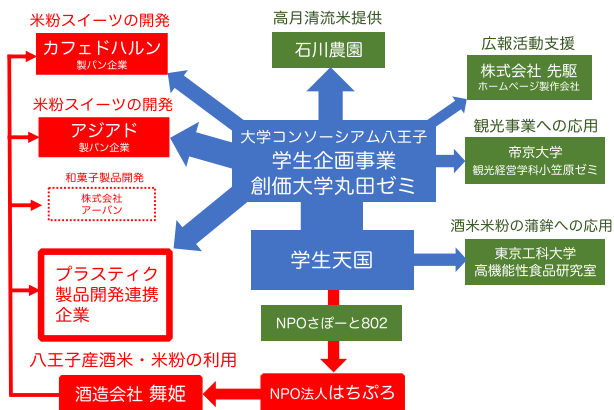 米粉スイーツの開発
カフェドハルン
製パン企業
米粉スイーツの開発
アジアド
製パン企業
和菓子製品開発
株式会社
アーバン
プラスティク
製品開発連携
企業
八王子産酒米・米粉の利用
酒造会社 舞姫
高月清流米提供
石川農園
大学コンソーシアム八王子
学生企画事業
創価大学丸田ゼミ
学生天国
NPOさぽーと802
NPO法人はちぷろ
広報活動支援
株式会社 先駆
ホームページ製作会社
観光事業への応用
帝京大学
観光経営学科小笠原ゼミ
酒米米粉の蒲鉾への応用
東京工科大学
高機能性食品研究室